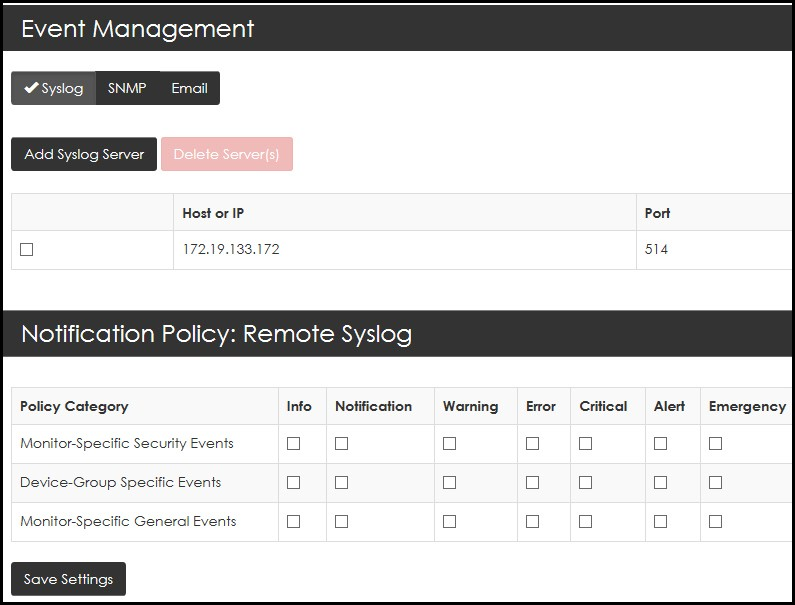 Event Management
Syslog SNMP Email
Add Syslog Server Delete Server(s)
Host or IP Port
172.19.133.172 514
Notification Policy: Remote Syslog
Policy Category Info Notification Warning Error Critical Alert Emergency
Monitor-Specific Security Events
Device-Group Specific Events
Monitor-Specific General Events
Save Settings